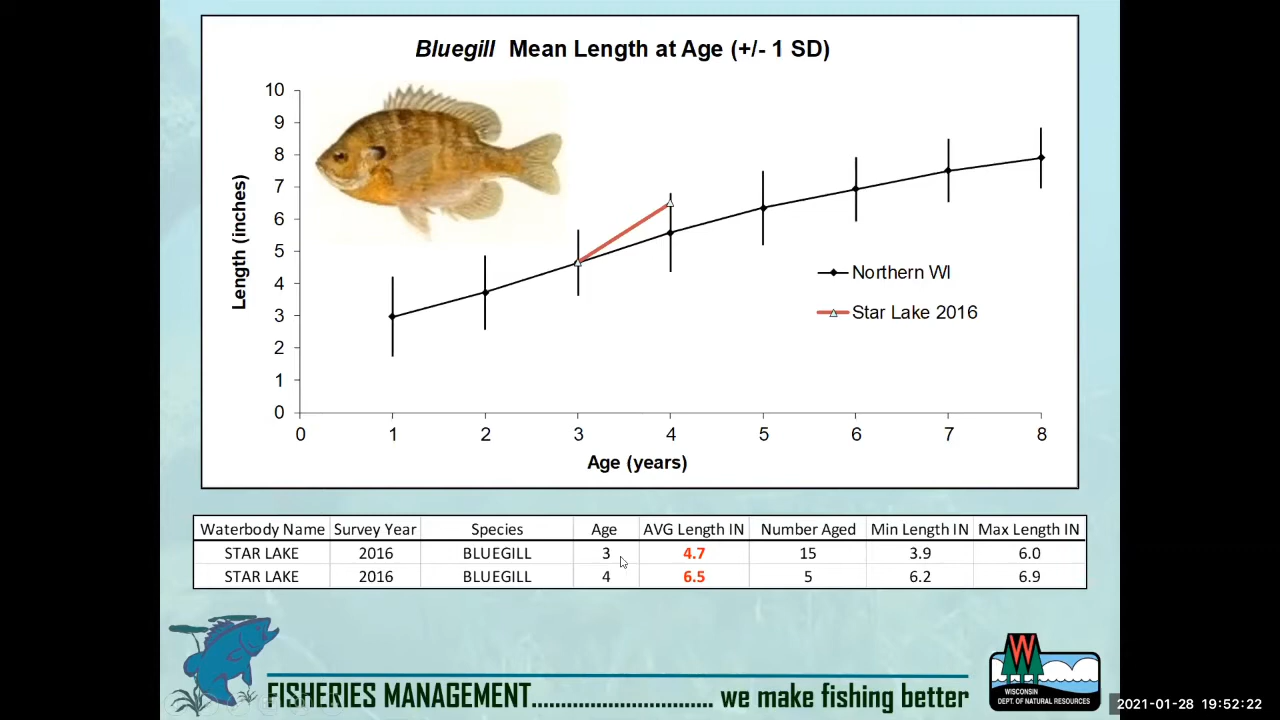 Bluegill Mean Length at Age (+/- 1 SD)
10
9
8
7
6
5
4
3
2
1
0
Length (inches)
Northern WI
Star Lake 2016
0 1 2 3 4 5 6 7 8
Age (years)
Waterbody Name Survey Year Species Age AVG Length IN Number Aged Min Length IN Max Length IN
STAR LAKE 2016 BLUEGILL 3 4.7 15 3.9 6.0
STAR LAKE 2016 BLUEGILL 4 6.5 5 6.2 6.9
FISHERIES MANAGEMENT.............................. we make fishing better
W
WISCONSIN
DEPT. OF NATURAL RESOURCES
2021-01-28 19:52:22